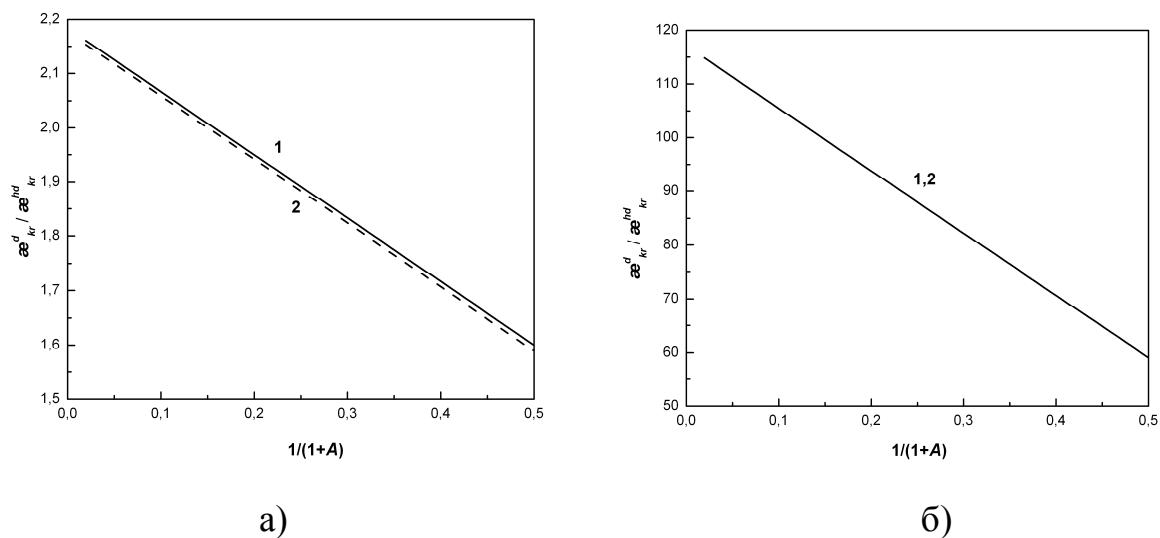 2,2
2,1
2,0
1,9
1,8
1,7
1,6
1,5
0,0 0,1 0,2 0,3 0,4 0,5
æ^d_kr / æ^hd_kr
1
2
1/(1+A)
а)
120
110
100
90
80
70
60
50
0,0 0,1 0,2 0,3 0,4 0,5
æ^d_kr / æ^hd_kr
1,2
1/(1+A)
б)